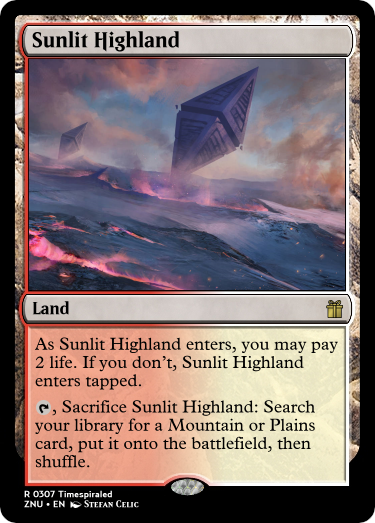 Sunlit Highland
Land
As Sunlit Highland enters, you may pay
2 life. If you don't, Sunlit Highland
enters tapped.
, Sacrifice Sunlit Highland: Search
your library for a Mountain or Plains
card, put it onto the battlefield, then
shuffle.
R 0307 Timespiraled
ZNU • EN Stefan Celic